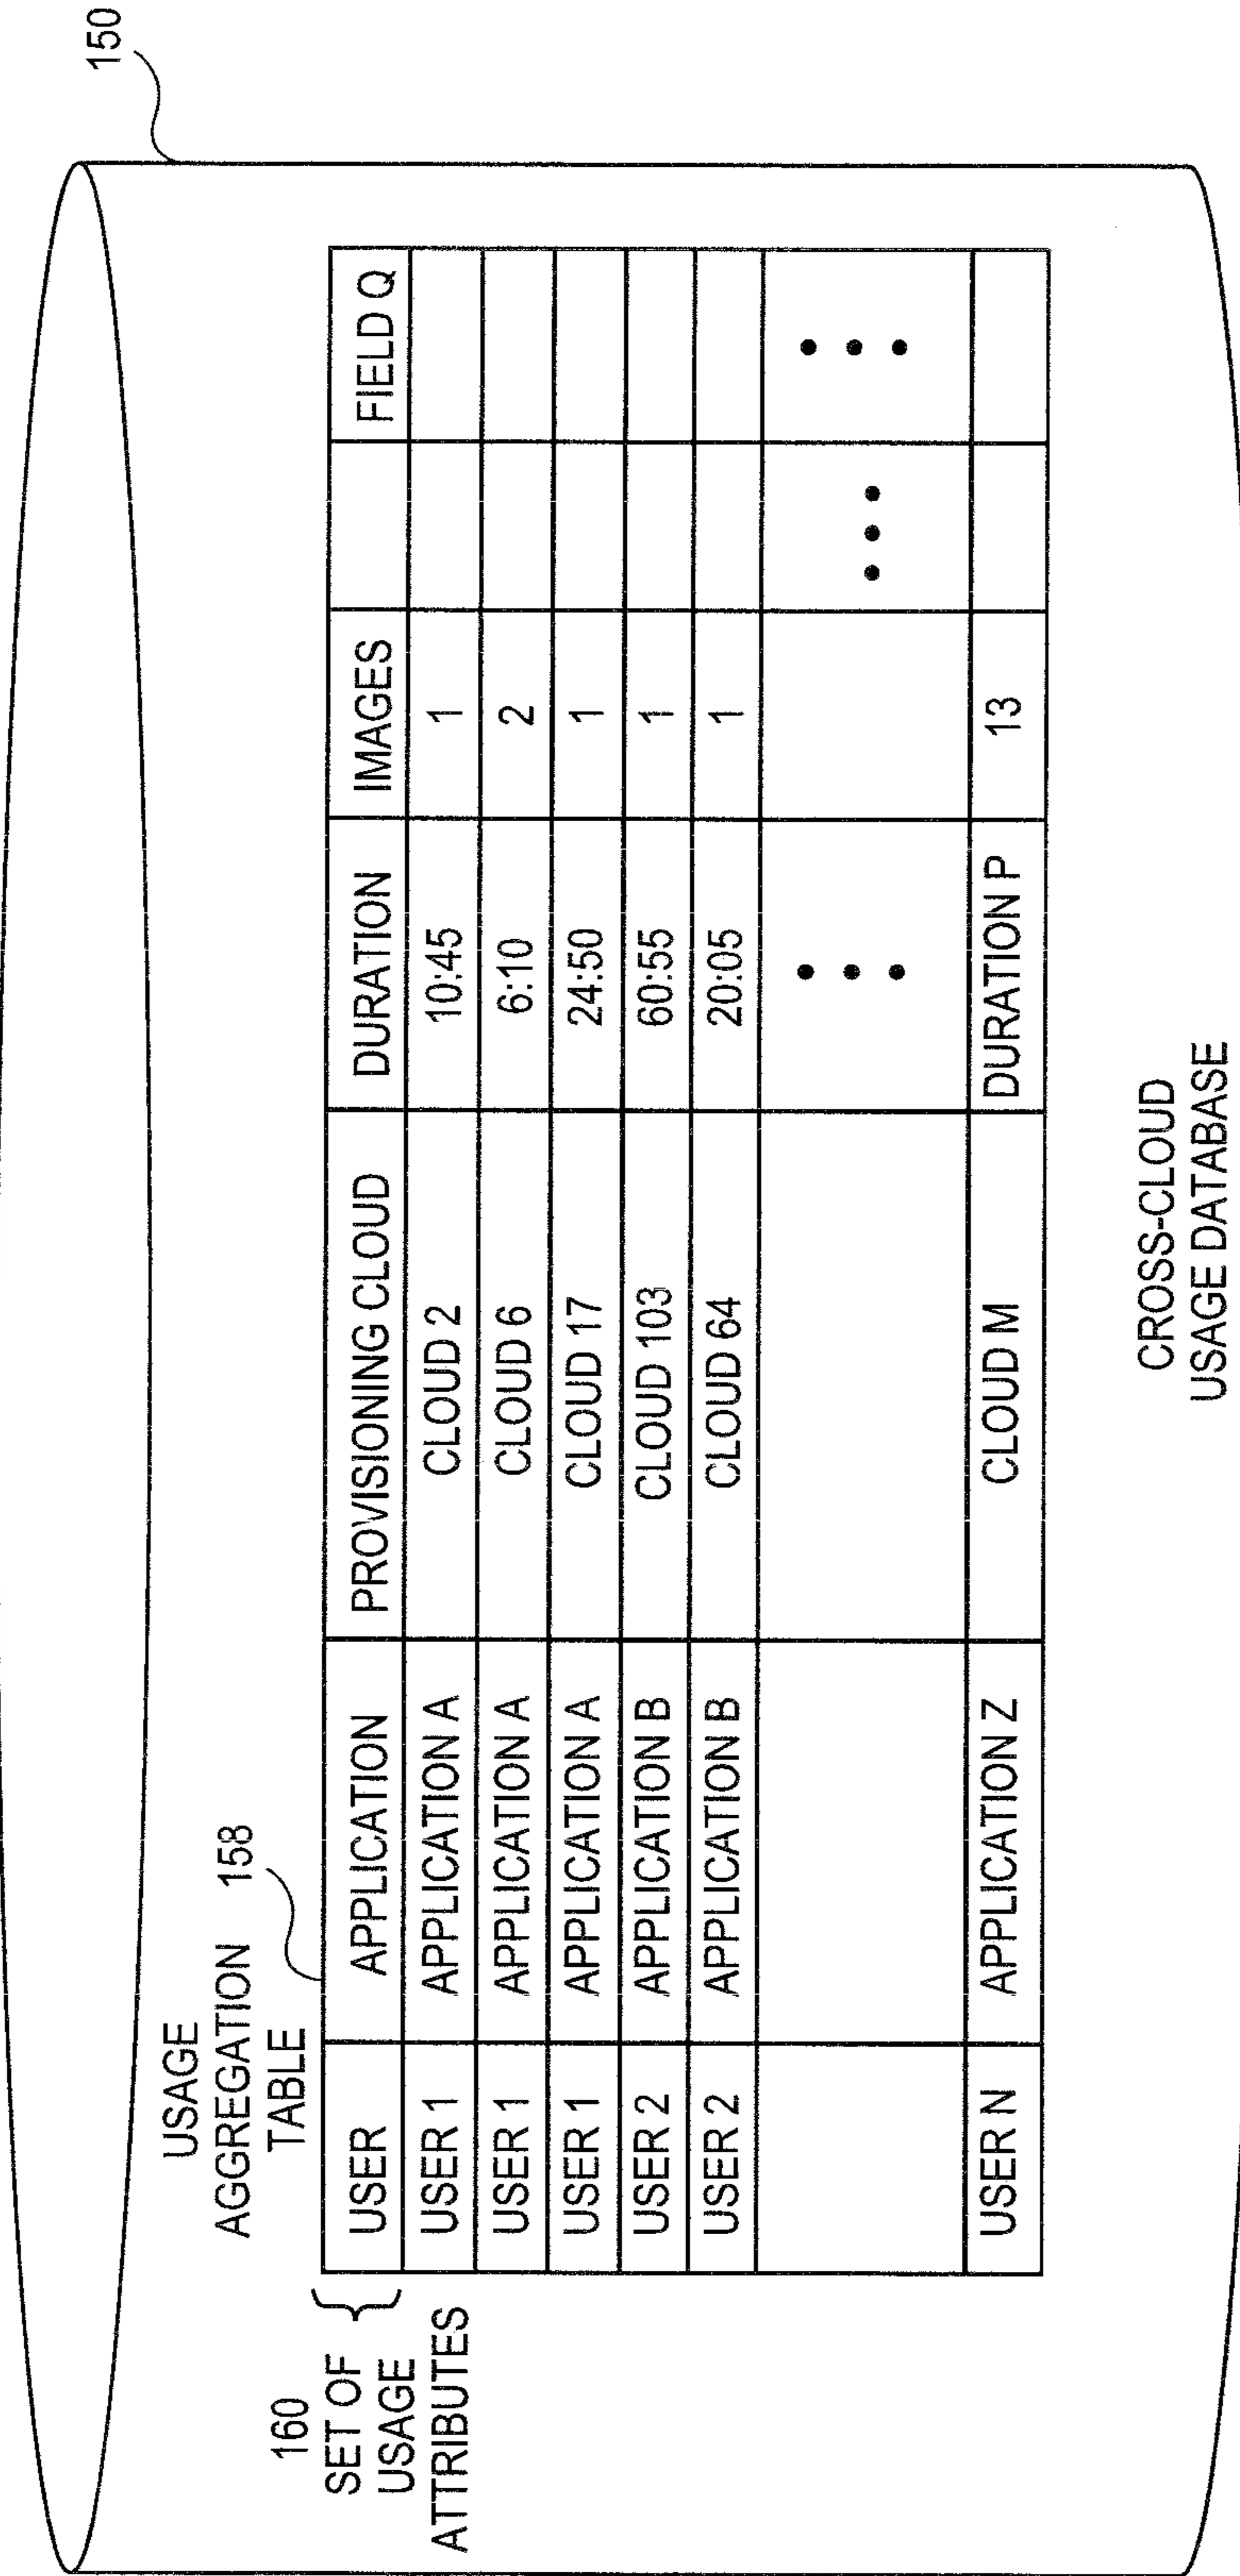 150
USAGE
AGGREGATION 158
TABLE
160
SET OF
USAGE
ATTRIBUTES
USER APPLICATION PROVISIONING CLOUD DURATION IMAGES FIELD Q
USER 1 APPLICATION A CLOUD 2 10:45 1
USER 1 APPLICATION A CLOUD 6 6:10 2
USER 1 APPLICATION A CLOUD 17 24:50 1
USER 2 APPLICATION B CLOUD 103 60:55 1
USER 2 APPLICATION B CLOUD 64 20:05 1
USER N APPLICATION Z CLOUD M DURATION P 13
CROSS-CLOUD
USAGE DATABASE